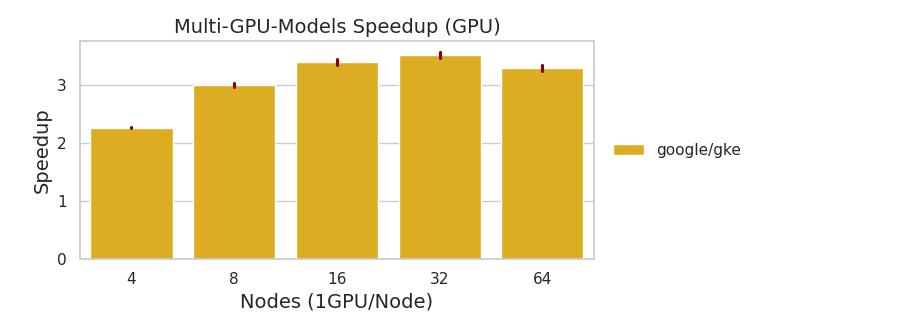 Multi-GPU-Models Speedup (GPU)
Speedup
3
2
1
0
4 8 16 32 64
Nodes (1GPU/Node)
google/gke